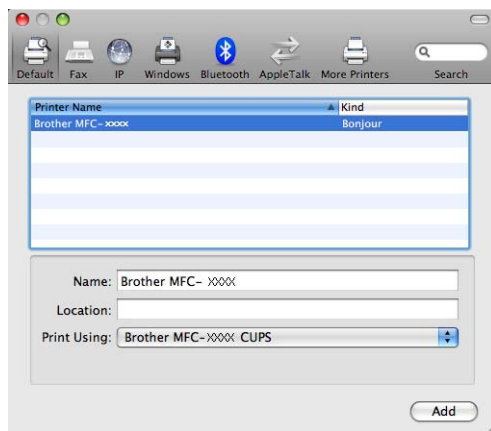 Default Fax IP Windows Bluetooth AppleTalk More Printers Search
Printer Name Kind
Brother MFC-xxxx Bonjour
Name: Brother MFC- XXXX
Location:
Print Using: Brother MFC-XXXX CUPS
Add